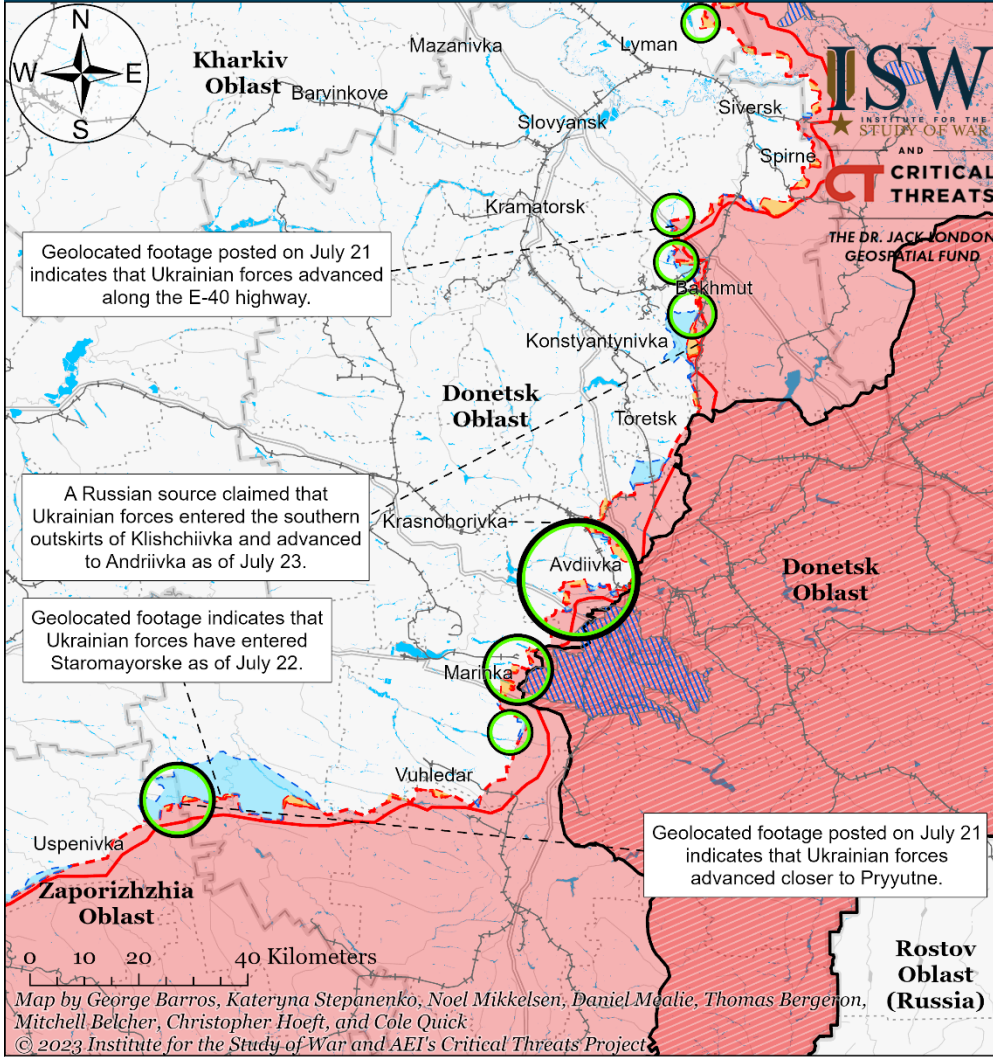 N
W
E
S
Kharkiv
Oblast
Mazanivka
Lyman
Barvinkove
Slovyansk
Siversk
ISW
INSTITUTE FOR THE
STUDY OF WAR
AND
CT CRITICAL
THREATS
THE DR. JACK LONDON
GEOSPATIAL FUND
Spirne
Kramatorsk
Geolocated footage posted on July 21
indicates that Ukrainian forces advanced
along the E-40 highway.
Bakhmut
Konstyantynivka
Donetsk
Oblast
Toretsk
A Russian source claimed that
Ukrainian forces entered the southern
outskirts of Klishchiivka and advanced
to Andriivka as of July 23.
Krasnohorivka
Avdiivka
Donetsk
Oblast
Geolocated footage indicates that
Ukrainian forces have entered
Staromayorske as of July 22.
Marinka
Vuhledar
Uspenivka
Geolocated footage posted on July 21
indicates that Ukrainian forces
advanced closer to Pryyutne.
Zaporizhzhia
Oblast
Rostov
Oblast
(Russia)
0 10 20 40 Kilometers
Map by George Barros, Kateryna Stepanenko, Noel Mikkelsen, Daniel Mealie, Thomas Bergeron,
Mitchell Belcher, Christopher Hoeft, and Cole Quick
© 2023 Institute for the Study of War and AEI's Critical Threats Project